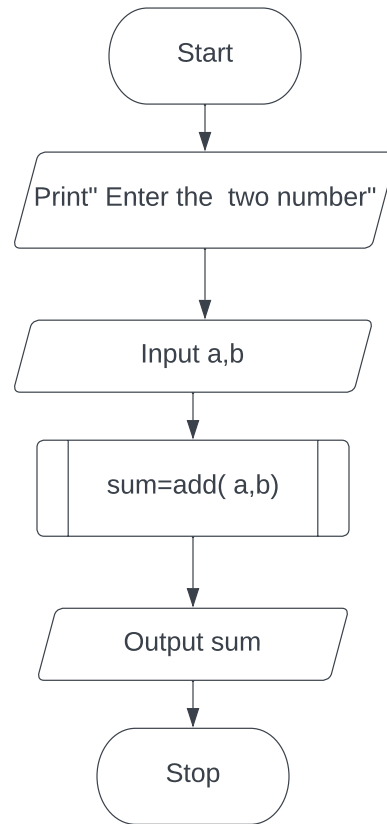 Start
Print" Enter the  two number"
Input a,b
sum=add( a,b)
Output sum
Stop